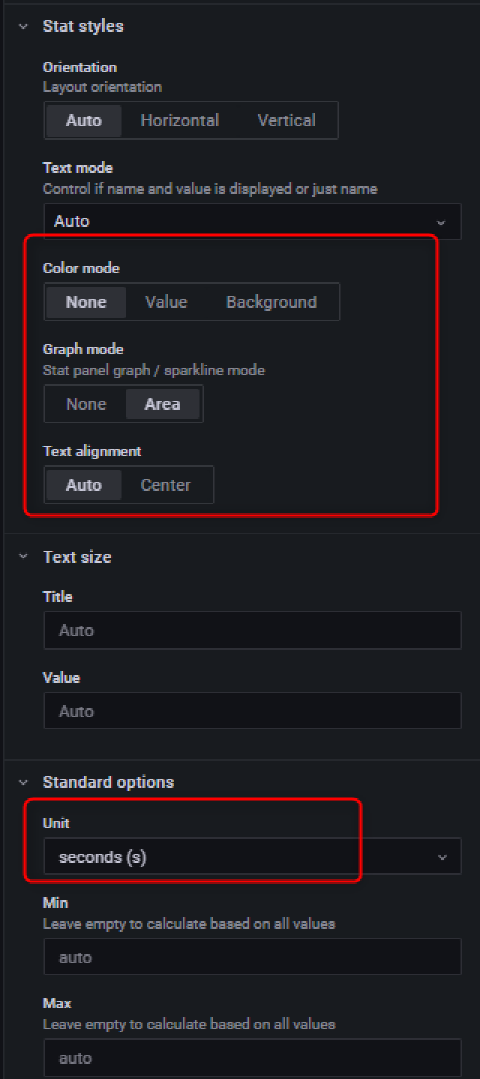 Stat styles
Orientation
Layout orientation
Auto Horizontal Vertical
Text mode
Control if name and value is displayed or just name
Auto
Color mode
None Value Background
Graph mode
Stat panel graph / sparkline mode
None Area
Text alignment
Auto Center
Text size
Title
Auto
Value
Auto
Standard options
Unit
seconds (s)
Min
Leave empty to calculate based on all values
auto
Max
Leave empty to calculate based on all values
auto